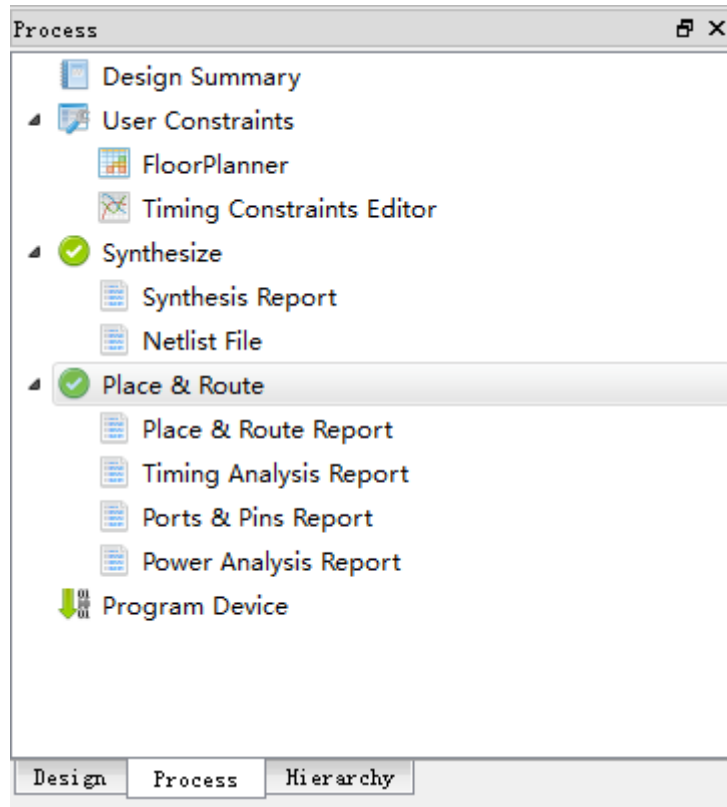 Process
Design Summary
User Constraints
FloorPlanner
Timing Constraints Editor
Synthesize
Synthesis Report
Netlist File
Place & Route
Place & Route Report
Timing Analysis Report
Ports & Pins Report
Power Analysis Report
Program Device
Design Process Hierarchy